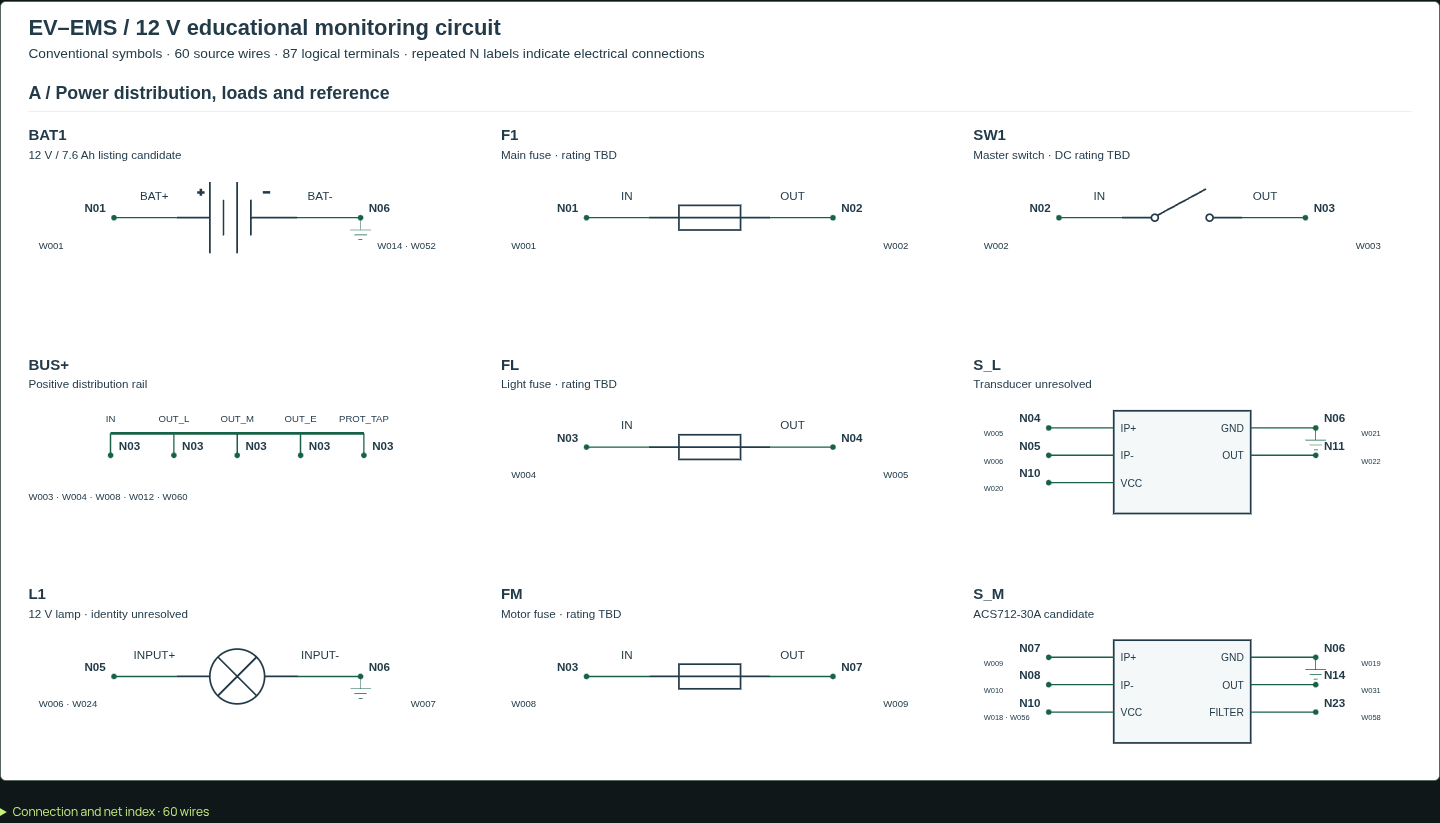 EV–EMS / 12 V educational monitoring circuit
Conventional symbols · 60 source wires · 87 logical terminals · repeated N labels indicate electrical connections
A / Power distribution, loads and reference
BAT1
12 V / 7.6 Ah listing candidate
BAT+
+
−
BAT-
N01
N06
W001
W014 · W052
F1
Main fuse · rating TBD
IN
OUT
N01
N02
W001
W002
SW1
Master switch · DC rating TBD
IN
OUT
N02
N03
W002
W003
BUS+
Positive distribution rail
IN
OUT_L
OUT_M
OUT_E
PROT_TAP
N03
N03
N03
N03
N03
W003 · W004 · W008 · W012 · W060
FL
Light fuse · rating TBD
IN
OUT
N03
N04
W004
W005
S_L
Transducer unresolved
N04
IP+
GND
N06
W005
W021
N05
IP-
OUT
N11
W006
W022
N10
VCC
W020
L1
12 V lamp · identity unresolved
INPUT+
INPUT-
N05
N06
W006 · W024
W007
FM
Motor fuse · rating TBD
IN
OUT
N03
N07
W008
W009
S_M
ACS712-30A candidate
N07
IP+
GND
N06
W009
W019
N08
IP-
OUT
N14
W010
W031
N10
VCC
FILTER
N23
W018 · W056
W058
Connection and net index · 60 wires